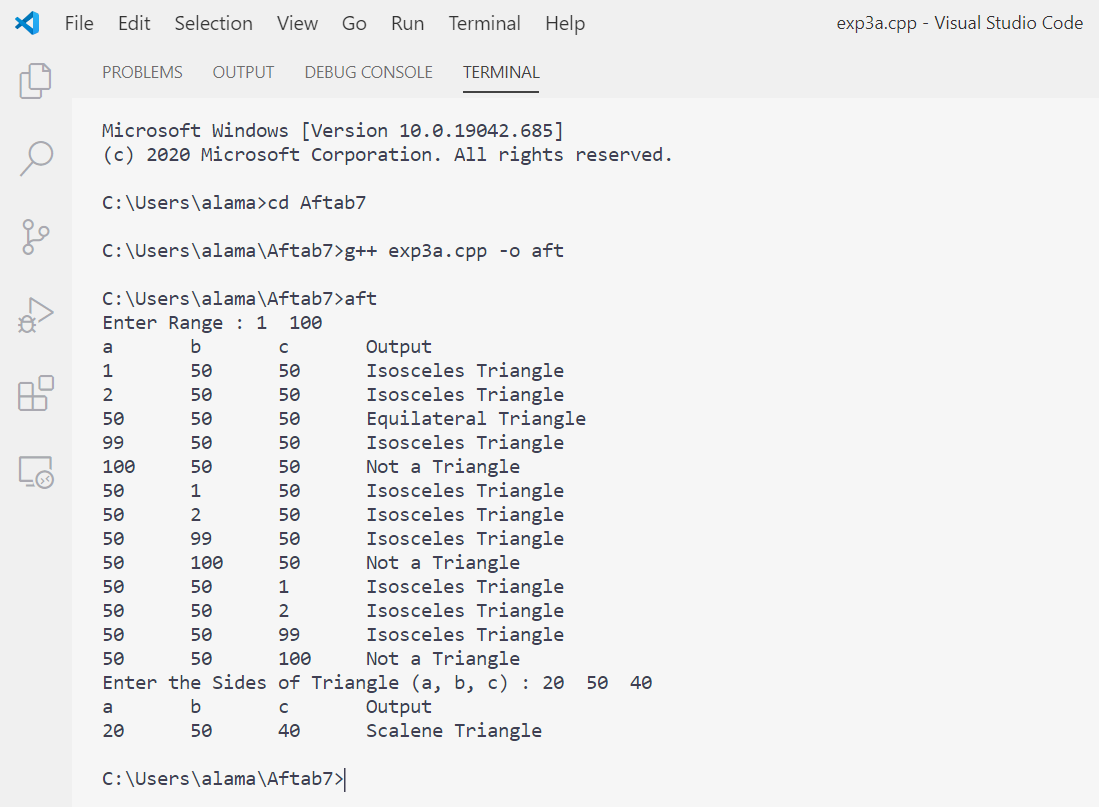 File Edit Selection View Go Run Terminal Help exp3a.cpp - Visual Studio Code
PROBLEMS OUTPUT DEBUG CONSOLE TERMINAL
Microsoft Windows [Version 10.0.19042.685]
(c) 2020 Microsoft Corporation. All rights reserved.
C:\Users\alama>cd Aftab7
C:\Users\alama\Aftab7>g++ exp3a.cpp -o aft
C:\Users\alama\Aftab7>aft
Enter Range : 1  100
a b c Output
1 50 50 Isosceles Triangle
2 50 50 Isosceles Triangle
50 50 50 Equilateral Triangle
99 50 50 Isosceles Triangle
100 50 50 Not a Triangle
50 1 50 Isosceles Triangle
50 2 50 Isosceles Triangle
50 99 50 Isosceles Triangle
50 100 50 Not a Triangle
50 50 1 Isosceles Triangle
50 50 2 Isosceles Triangle
50 50 99 Isosceles Triangle
50 50 100 Not a Triangle
Enter the Sides of Triangle (a, b, c) : 20  50  40
a b c Output
20 50 40 Scalene Triangle
C:\Users\alama\Aftab7>